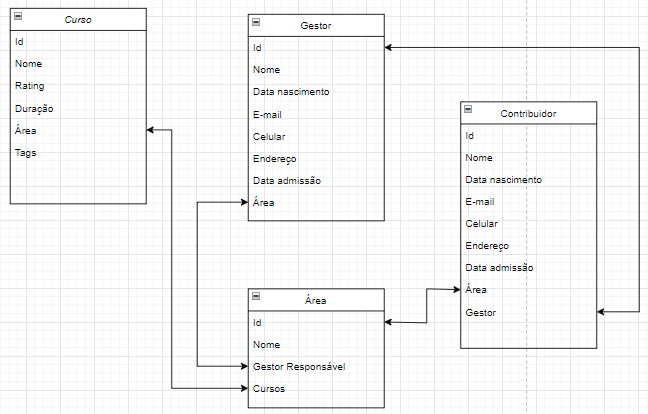 Curso
Id
Nome
Rating
Duração
Área
Tags
Gestor
Id
Nome
Data nascimento
E-mail
Celular
Endereço
Data admissão
Área
Contribuidor
Id
Nome
Data nascimento
E-mail
Celular
Endereço
Data admissão
Área
Gestor
Área
Id
Nome
Gestor Responsável
Cursos